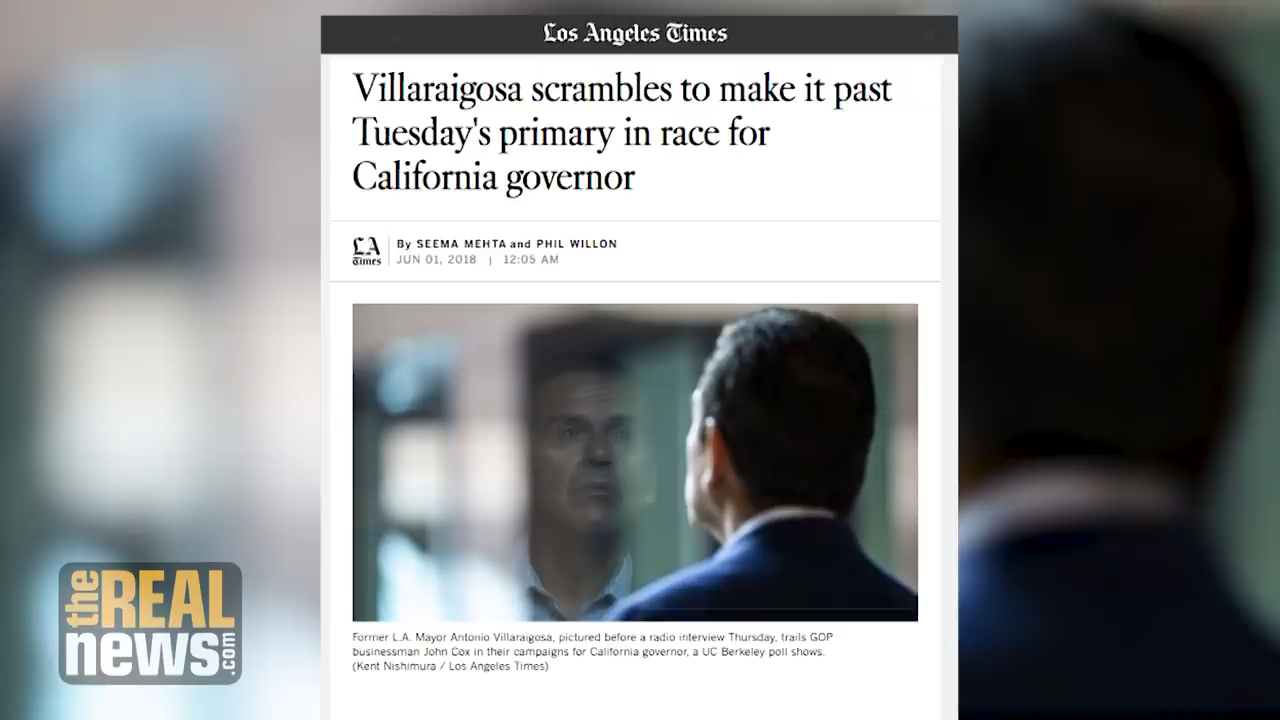 Los Angeles Times
Villaraigosa scrambles to make it past
Tuesday's primary in race for
California governor
LA
Times
By SEEMA MEHTA and PHIL WILLON
JUN 01, 2018 | 12:05 AM
Former L.A. Mayor Antonio Villaraigosa, pictured before a radio interview Thursday, trails GOP
businessman John Cox in their campaigns for California governor, a UC Berkeley poll shows.
(Kent Nishimura / Los Angeles Times)
the REAL
news.com